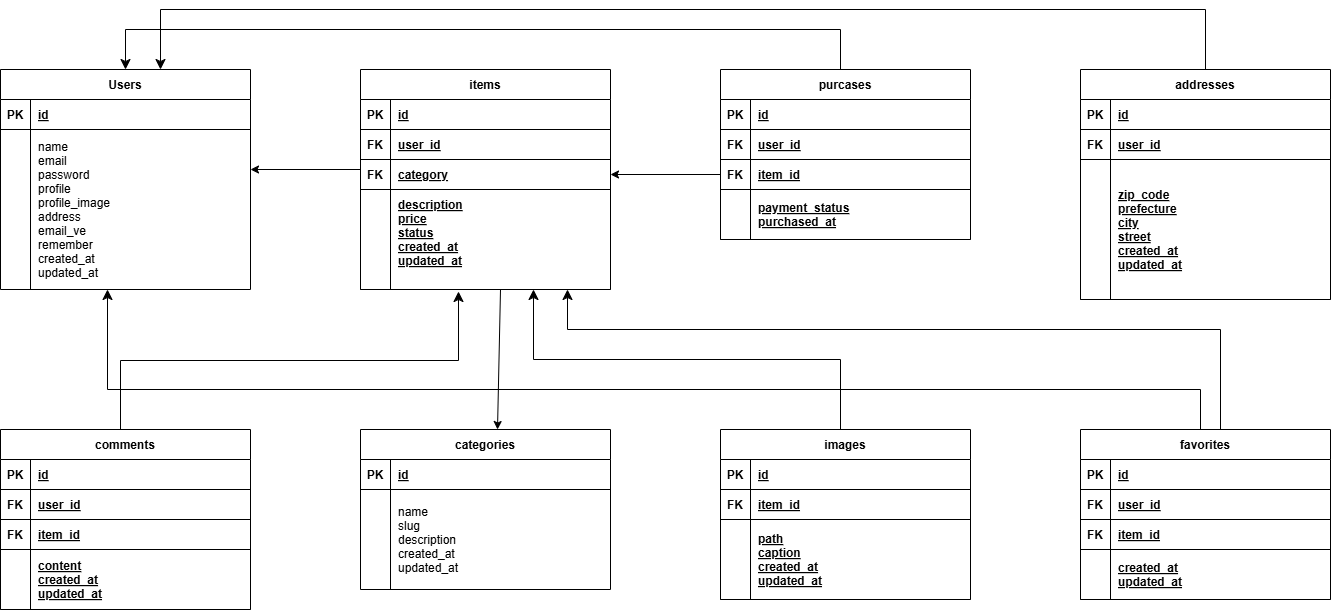 Users
PK id
name
email
password
profile
profile_image
address
email_ve
remember
created_at
updated_at
items
PK id
FK user_id
FK category
description
price
status
created_at
updated_at
purcases
PK id
FK user_id
FK item_id
payment_status
purchased_at
addresses
PK id
FK user_id
zip_code
prefecture
city
street
created_at
updated_at
comments
PK id
FK user_id
FK item_id
content
created_at
updated_at
categories
PK id
name
slug
description
created_at
updated_at
images
PK id
FK item_id
path
caption
created_at
updated_at
favorites
PK id
FK user_id
FK item_id
created_at
updated_at